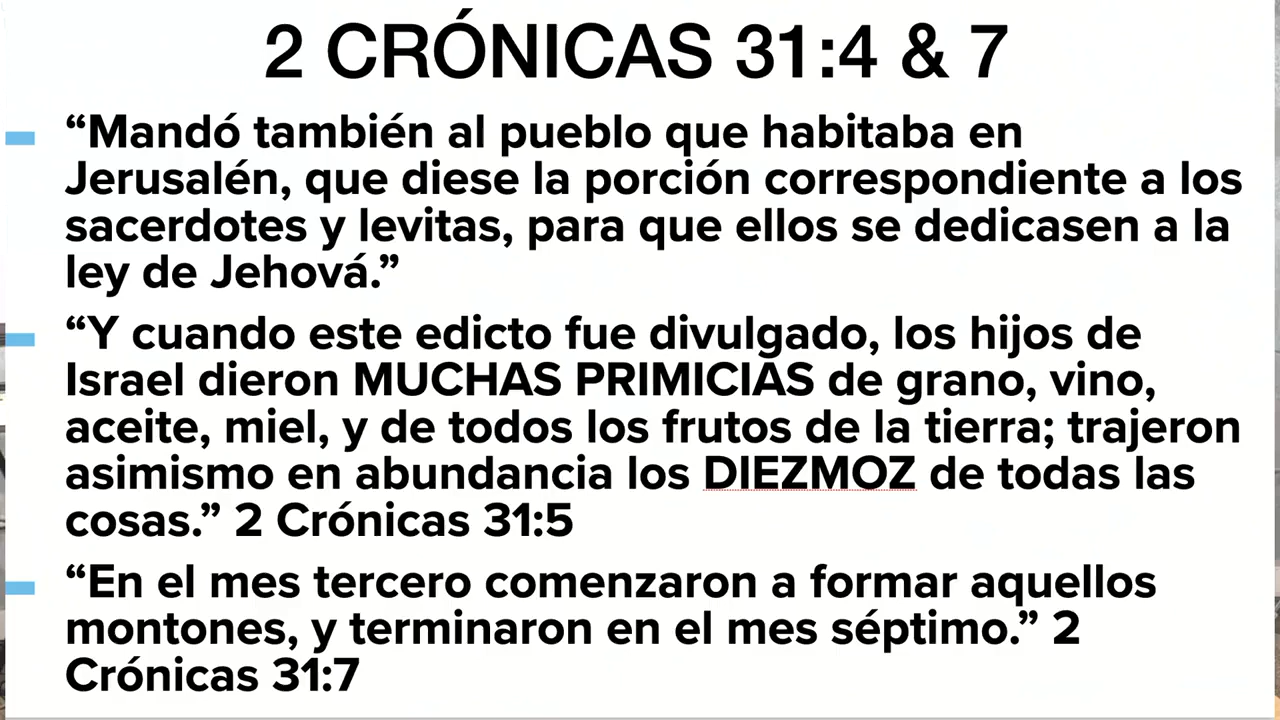 2 CRÓNICAS 31:4 & 7
“Mandó también al pueblo que habitaba en
Jerusalén, que diese la porción correspondiente a los
sacerdotes y levitas, para que ellos se dedicasen a la
ley de Jehová.”
“Y cuando este edicto fue divulgado, los hijos de
Israel dieron MUCHAS PRIMICIAS de grano, vino,
aceite, miel, y de todos los frutos de la tierra; trajeron
asimismo en abundancia los DIEZMOZ de todas las
cosas.” 2 Crónicas 31:5
“En el mes tercero comenzaron a formar aquellos
montones, y terminaron en el mes séptimo.” 2
Crónicas 31:7